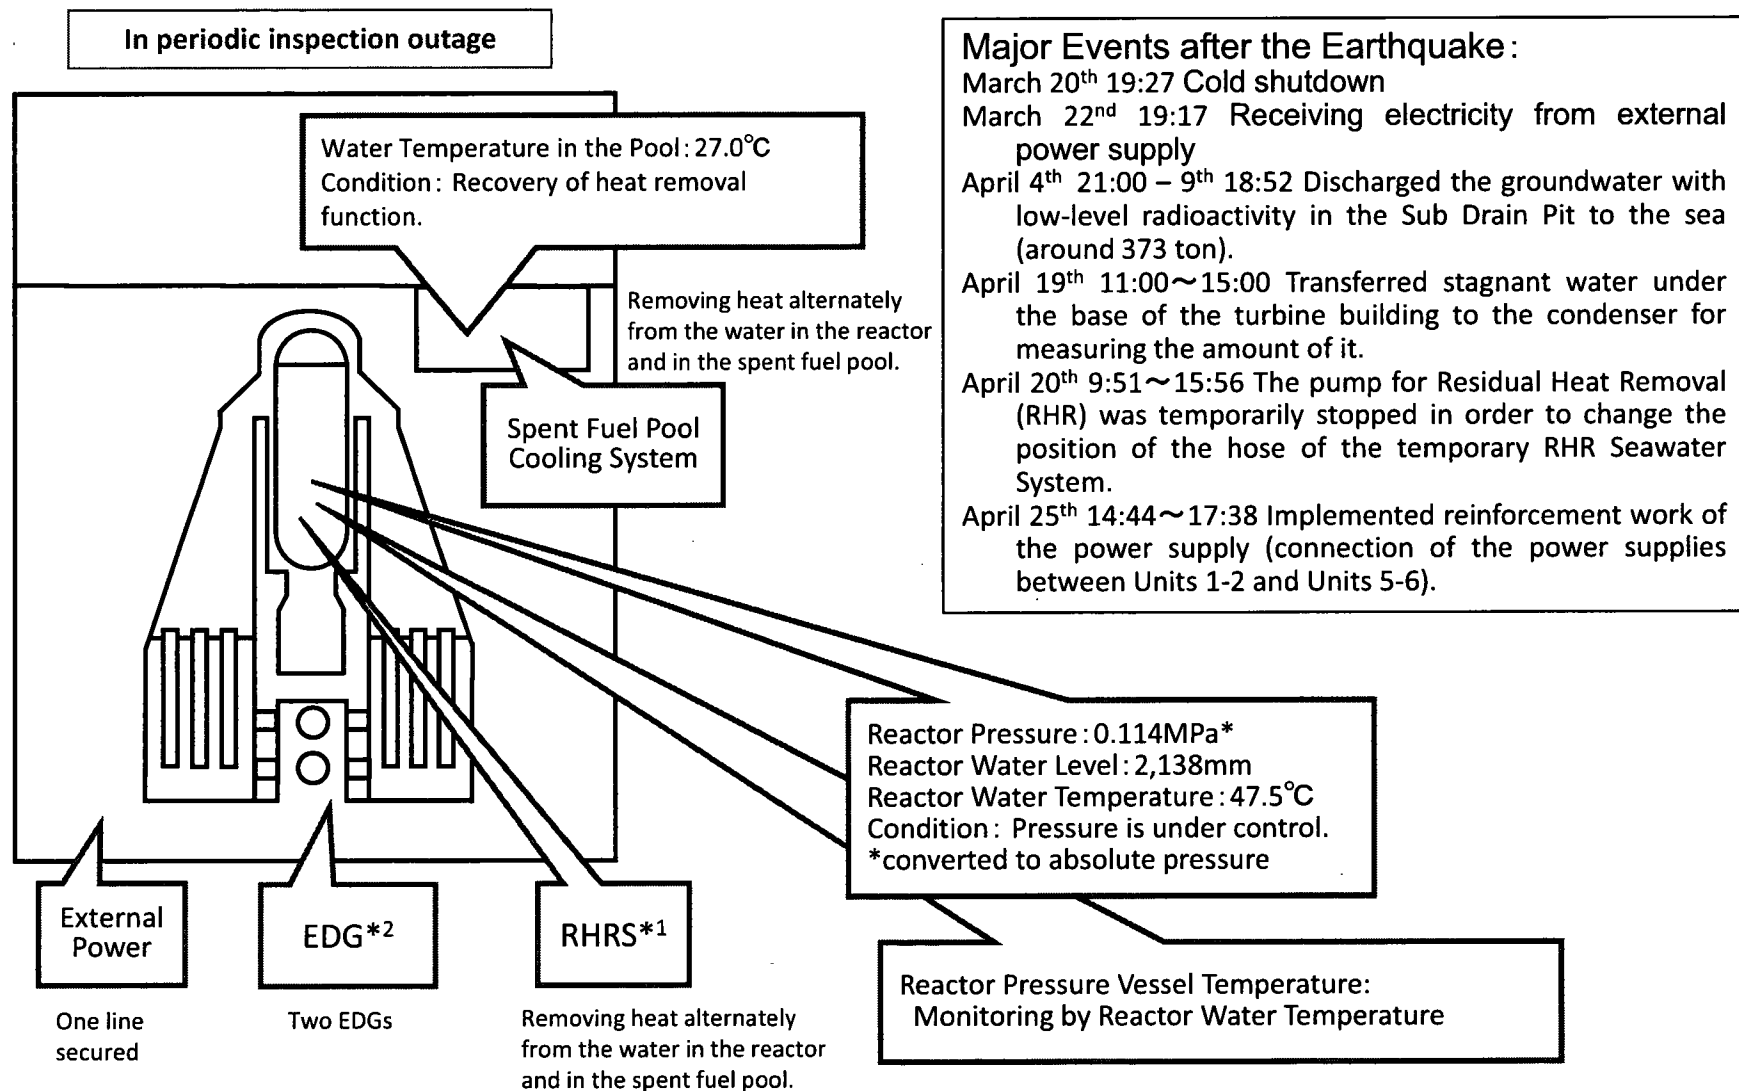 In periodic inspection outage
Water Temperature in the Pool: 27.0℃
Condition: Recovery of heat removal
function.
Removing heat alternately
from the water in the reactor
and in the spent fuel pool.
Spent Fuel Pool
Cooling System
Major Events after the Earthquake:
March 20th 19:27 Cold shutdown
March 22nd 19:17 Receiving electricity from external
power supply
April 4th 21:00 – 9th 18:52 Discharged the groundwater with
low-level radioactivity in the Sub Drain Pit to the sea
(around 373 ton).
April 19th 11:00～15:00 Transferred stagnant water under
the base of the turbine building to the condenser for
measuring the amount of it.
April 20th 9:51～15:56 The pump for Residual Heat Removal
(RHR) was temporarily stopped in order to change the
position of the hose of the temporary RHR Seawater
System.
April 25th 14:44～17:38 Implemented reinforcement work of
the power supply (connection of the power supplies
between Units 1-2 and Units 5-6).
Reactor Pressure: 0.114MPa*
Reactor Water Level: 2,138mm
Reactor Water Temperature: 47.5℃
Condition: Pressure is under control.
*converted to absolute pressure
External
Power
One line
secured
EDG*2
Two EDGs
RHRS*1
Removing heat alternately
from the water in the reactor
and in the spent fuel pool.
Reactor Pressure Vessel Temperature:
Monitoring by Reactor Water Temperature